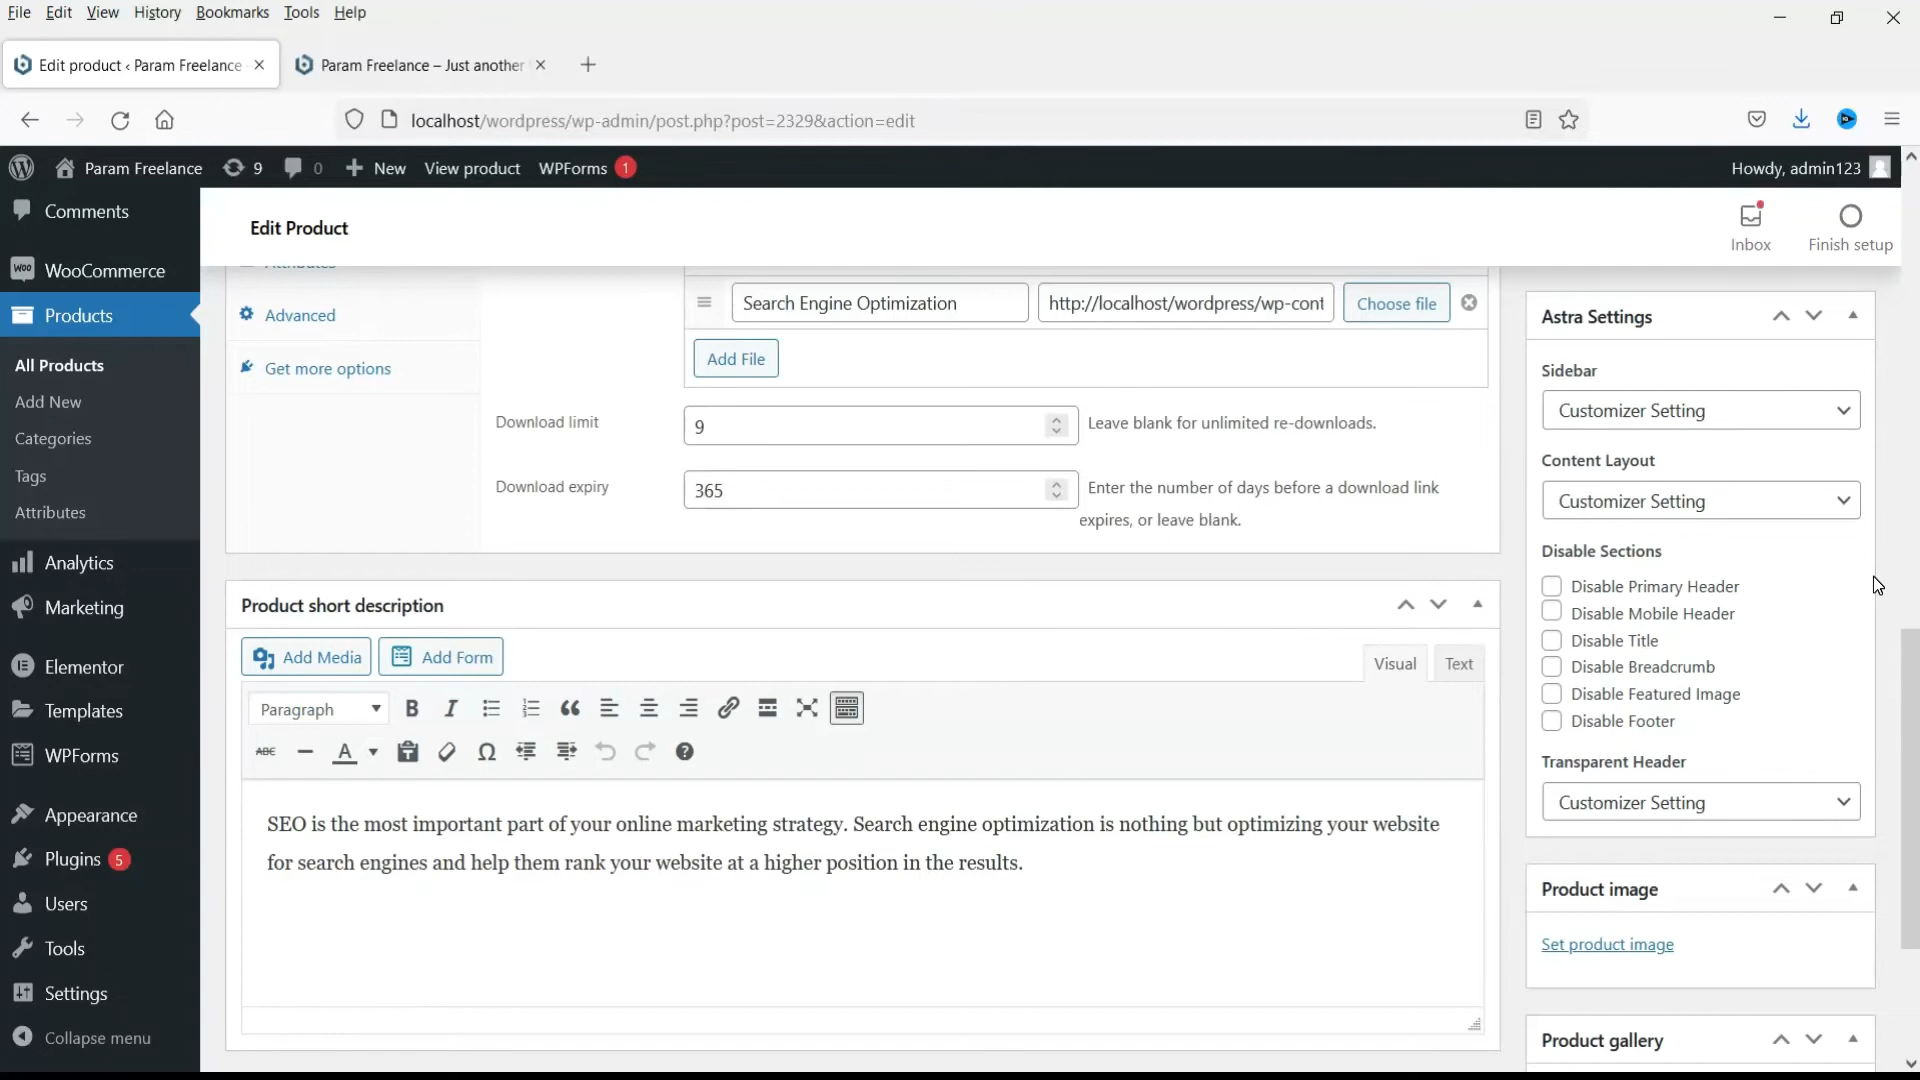 File Edit View History Bookmarks Tools Help
Edit product ‹ Param Freelance
Param Freelance – Just another
localhost/wordpress/wp-admin/post.php?post=2329&action=edit
Param Freelance 9 0 New View product WPForms 1 Howdy, admin123
Comments
WooCommerce
Products
All Products
Add New
Categories
Tags
Attributes
Analytics
Marketing
Elementor
Templates
WPForms
Appearance
Plugins 5
Users
Tools
Settings
Collapse menu
Edit Product
Inbox
Finish setup
Attributes
Advanced
Get more options
Search Engine Optimization http://localhost/wordpress/wp-cont Choose file
Add File
Download limit 9 Leave blank for unlimited re-downloads.
Download expiry 365 Enter the number of days before a download link
expires, or leave blank.
Product short description
Add Media Add Form Visual Text
Paragraph B I
ABC A Ω
SEO is the most important part of your online marketing strategy. Search engine optimization is nothing but optimizing your website
for search engines and help them rank your website at a higher position in the results.
Astra Settings
Sidebar
Customizer Setting
Content Layout
Customizer Setting
Disable Sections
Disable Primary Header
Disable Mobile Header
Disable Title
Disable Breadcrumb
Disable Featured Image
Disable Footer
Transparent Header
Customizer Setting
Product image
Set product image
Product gallery